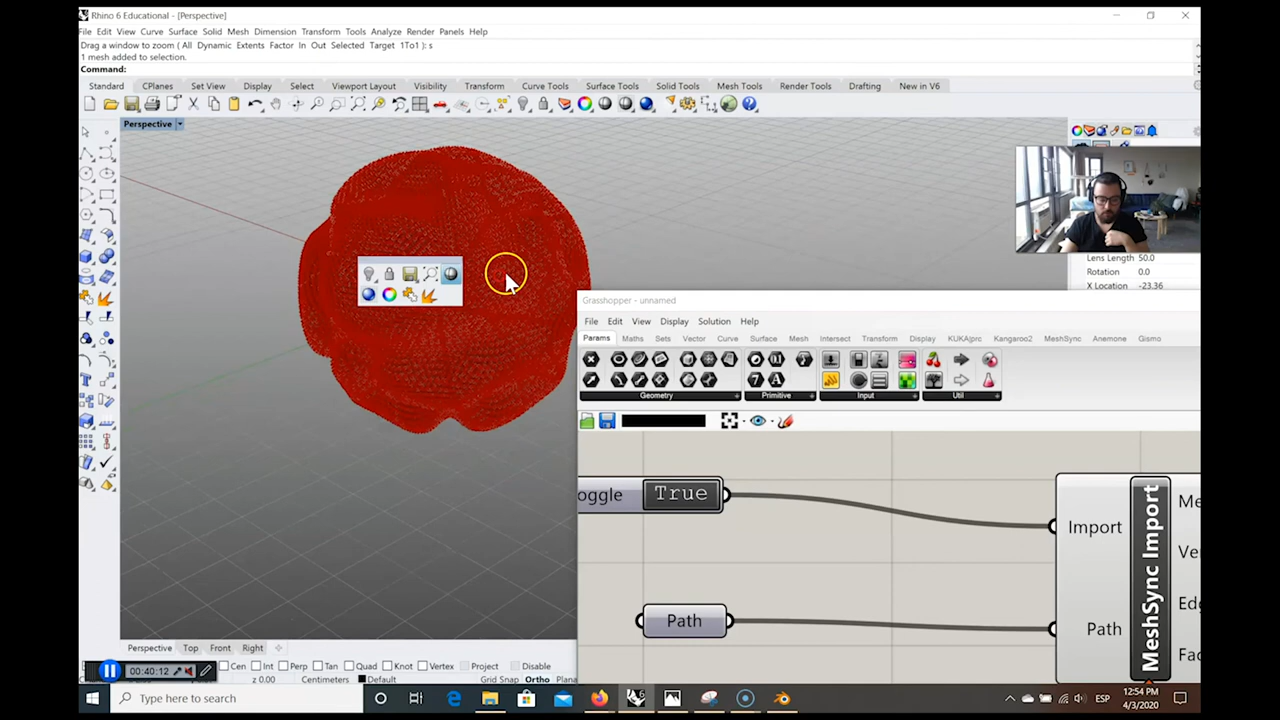 Rhino 6 Educational - [Perspective]
File Edit View Curve Surface Solid Mesh Dimension Transform Tools Analyze Render Panels Help
Drag a window to zoom ( All Dynamic Extents Factor In Out Selected Target 1To1 ): s
1 mesh added to selection.
Command:
Standard CPlanes Set View Display Select Viewport Layout Visibility Transform Curve Tools Surface Tools Solid Tools Mesh Tools Render Tools Drafting New in V6
Perspective
Lens Length 50.0
Rotation 0.0
X Location -23.36
Grasshopper - unnamed
File Edit View Display Solution Help
Params Maths Sets Vector Curve Surface Mesh Intersect Transform Display KUKA|prc Kangaroo2 MeshSync Anemone Gismo
Geometry Primitive Input Util
oggle True
Import
Path
Path
MeshSync Import
Me
Ve
Edg
Fac
Perspective Top Front Right
00:40:12
Cen Int Perp Tan Quad Knot Vertex Project Disable
z 0.00 Centimeters Default Grid Snap Ortho
Type here to search
ESP
12:54 PM
4/3/2020